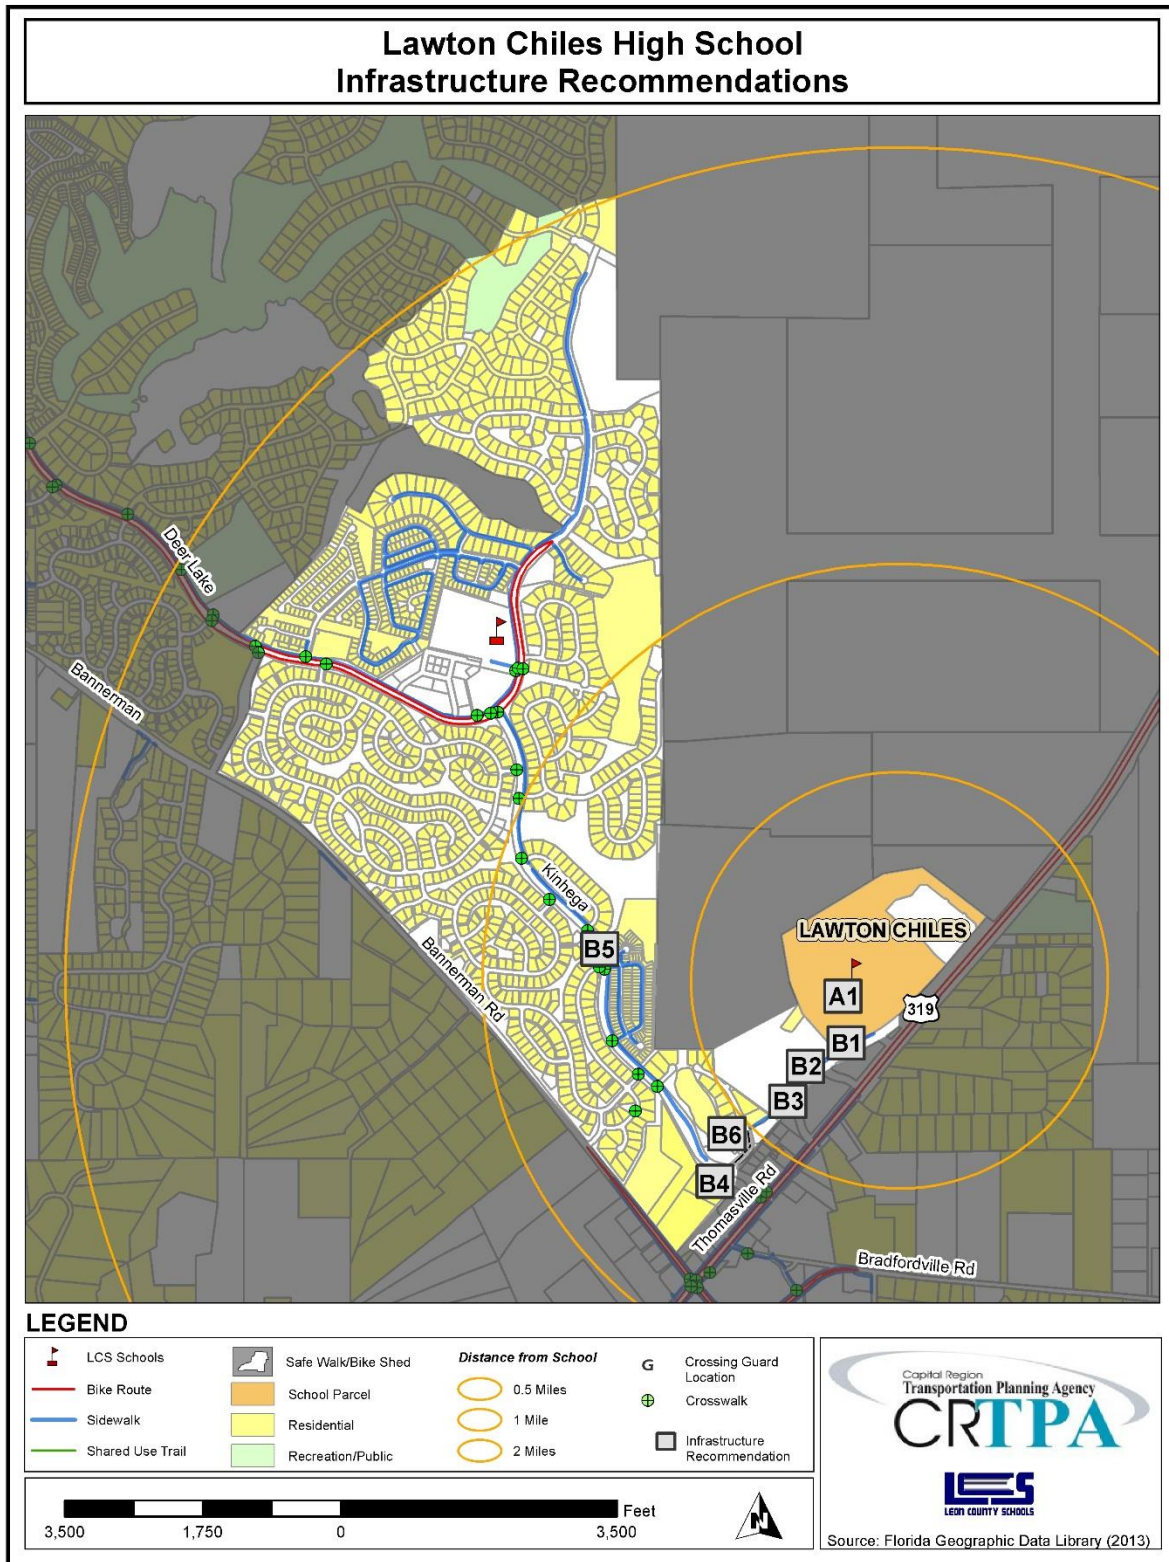 Lawton Chiles High School
Infrastructure Recommendations
Deer Lake
Bannerman
Kinhega
Bannerman Rd
B5
LAWTON CHILES
A1
319
B1
B2
B3
B6
B4
Thomasville Rd
Bradfordville Rd
LEGEND
LCS Schools
Bike Route
Sidewalk
Shared Use Trail
Safe Walk/Bike Shed
School Parcel
Residential
Recreation/Public
Distance from School
0.5 Miles
1 Mile
2 Miles
G
Crossing Guard
Location
Crosswalk
Infrastructure
Recommendation
3,500 1,750 0 3,500
Feet
N
Capital Region
Transportation Planning Agency
CRTPA
LCS
LEON COUNTY SCHOOLS
Source: Florida Geographic Data Library (2013)